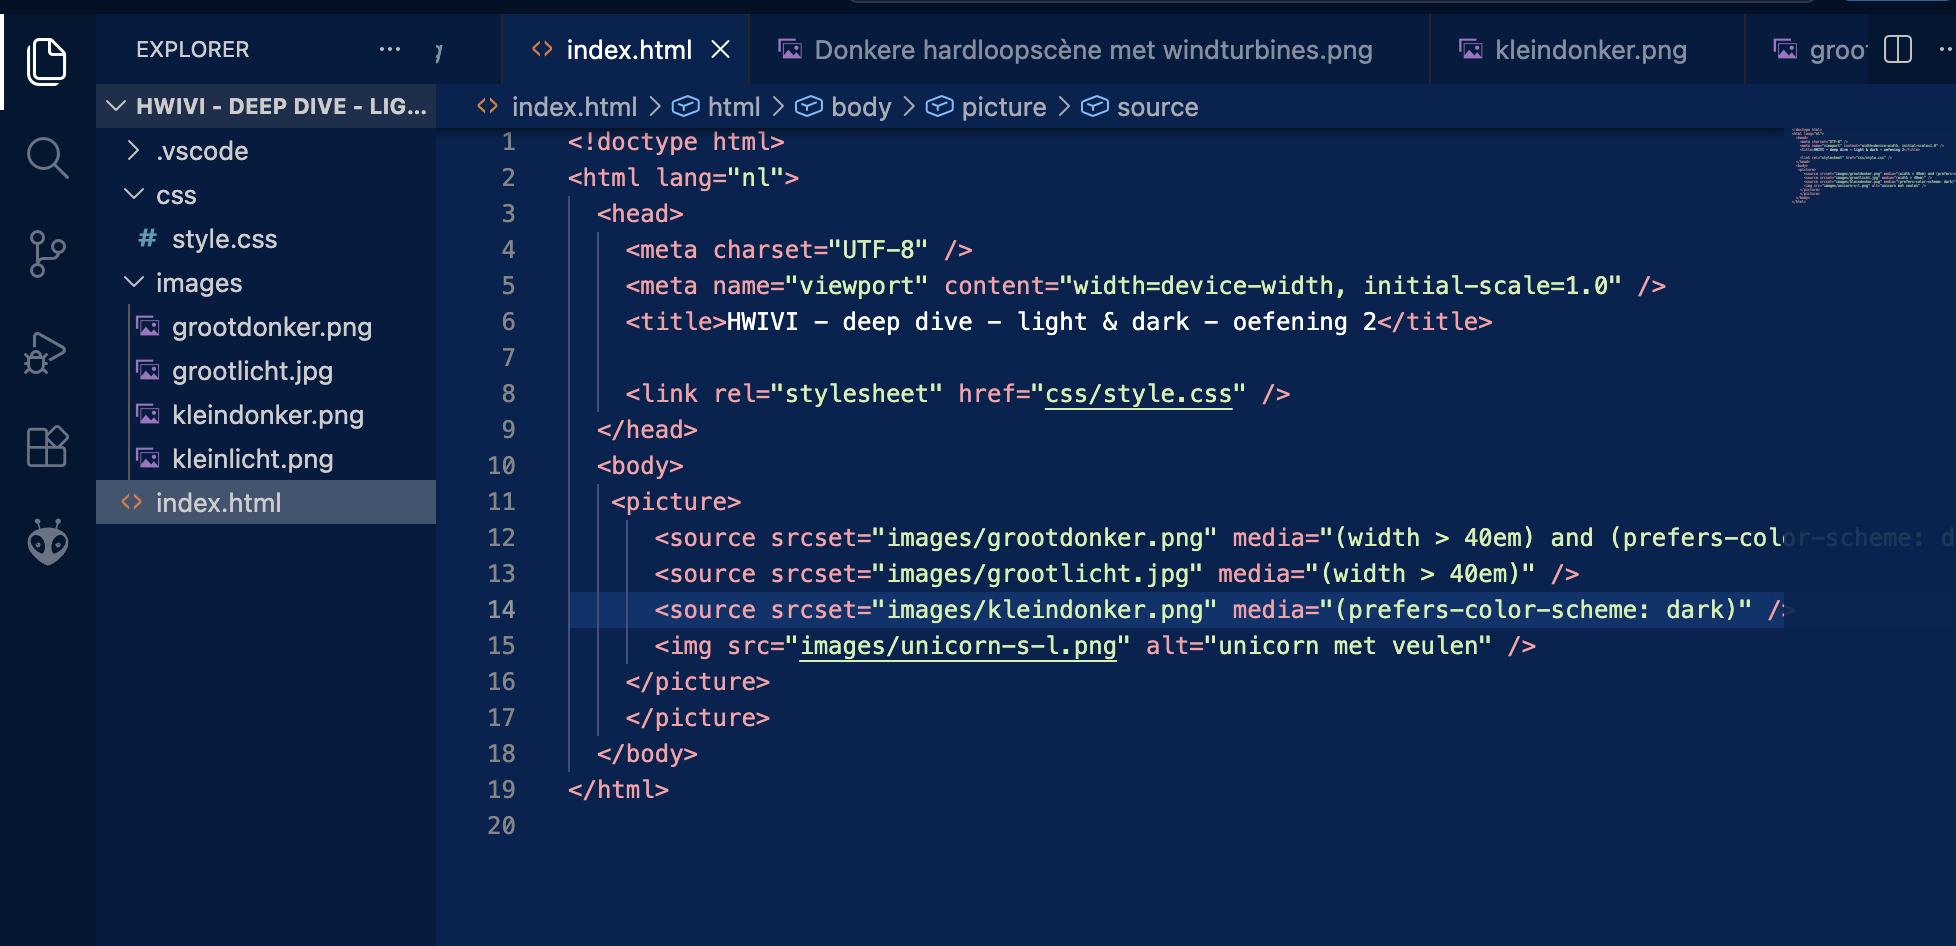 EXPLORER
HWIVI - DEEP DIVE - LIG...
.vscode
css
# style.css
images
grootdonker.png
grootlicht.jpg
kleindonker.png
kleinlicht.png
index.html
index.html
Donkere hardloopscène met windturbines.png
kleindonker.png
groot
index.html > html > body > picture > source
1 <!doctype html>
2 <html lang="nl">
3 <head>
4 <meta charset="UTF-8" />
5 <meta name="viewport" content="width=device-width, initial-scale=1.0" />
6 <title>HWIVI - deep dive - light & dark - oefening 2</title>
7
8 <link rel="stylesheet" href="css/style.css" />
9 </head>
10 <body>
11 <picture>
12 <source srcset="images/grootdonker.png" media="(width > 40em) and (prefers-color-scheme: d
13 <source srcset="images/grootlicht.jpg" media="(width > 40em)" />
14 <source srcset="images/kleindonker.png" media="(prefers-color-scheme: dark)" />
15 <img src="images/unicorn-s-l.png" alt="unicorn met veulen" />
16 </picture>
17 </picture>
18 </body>
19 </html>
20